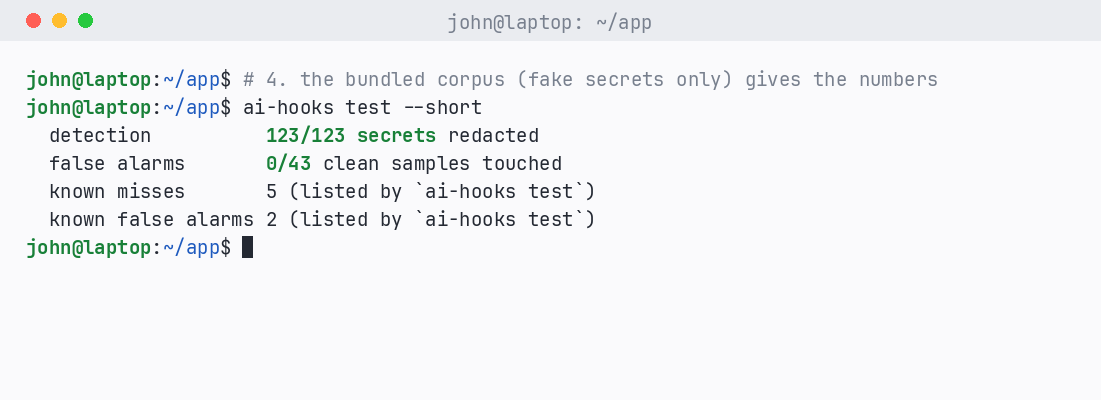 john@laptop: ~/app
john@laptop:~/app$ # 4. the bundled corpus (fake secrets only) gives the numbers
john@laptop:~/app$ ai-hooks test --short
  detection          123/123 secrets redacted
  false alarms       0/43 clean samples touched
  known misses       5 (listed by `ai-hooks test`)
  known false alarms 2 (listed by `ai-hooks test`)
john@laptop:~/app$